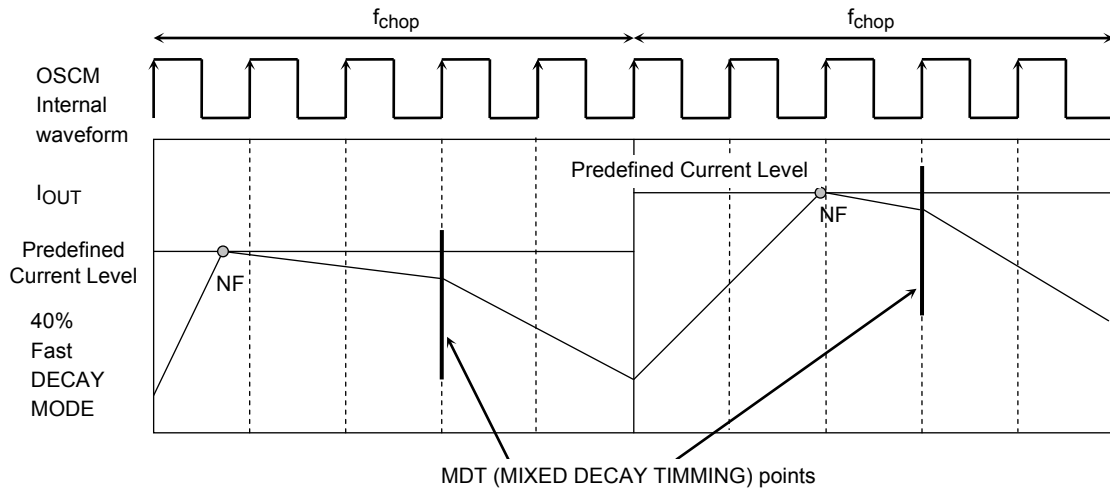 fchop
fchop
OSCM
Internal
waveform
Predefined Current Level
IOUT
NF
Predefined
Current Level
NF
40%
Fast
DECAY
MODE
MDT (MIXED DECAY TIMMING) points